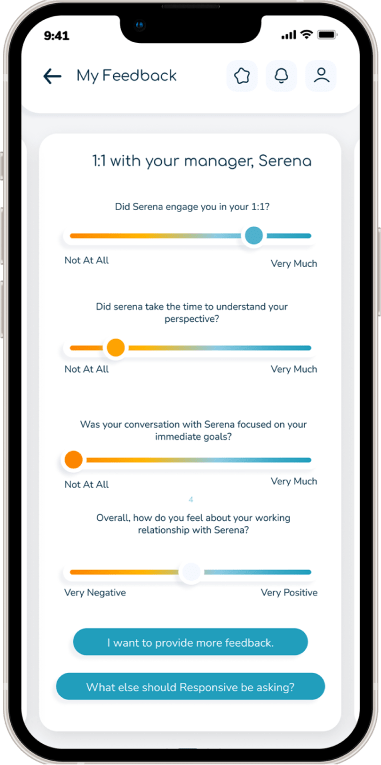 9:41
My Feedback
1:1 with your manager, Serena
Did Serena engage you in your 1:1?
Not At All
Very Much
Did serena take the time to understand your
perspective?
Not At All
Very Much
Was your conversation with Serena focused on your
immediate goals?
Not At All
Very Much
4
Overall, how do you feel about your working
relationship with Serena?
Very Negative
Very Positive
I want to provide more feedback.
What else should Responsive be asking?